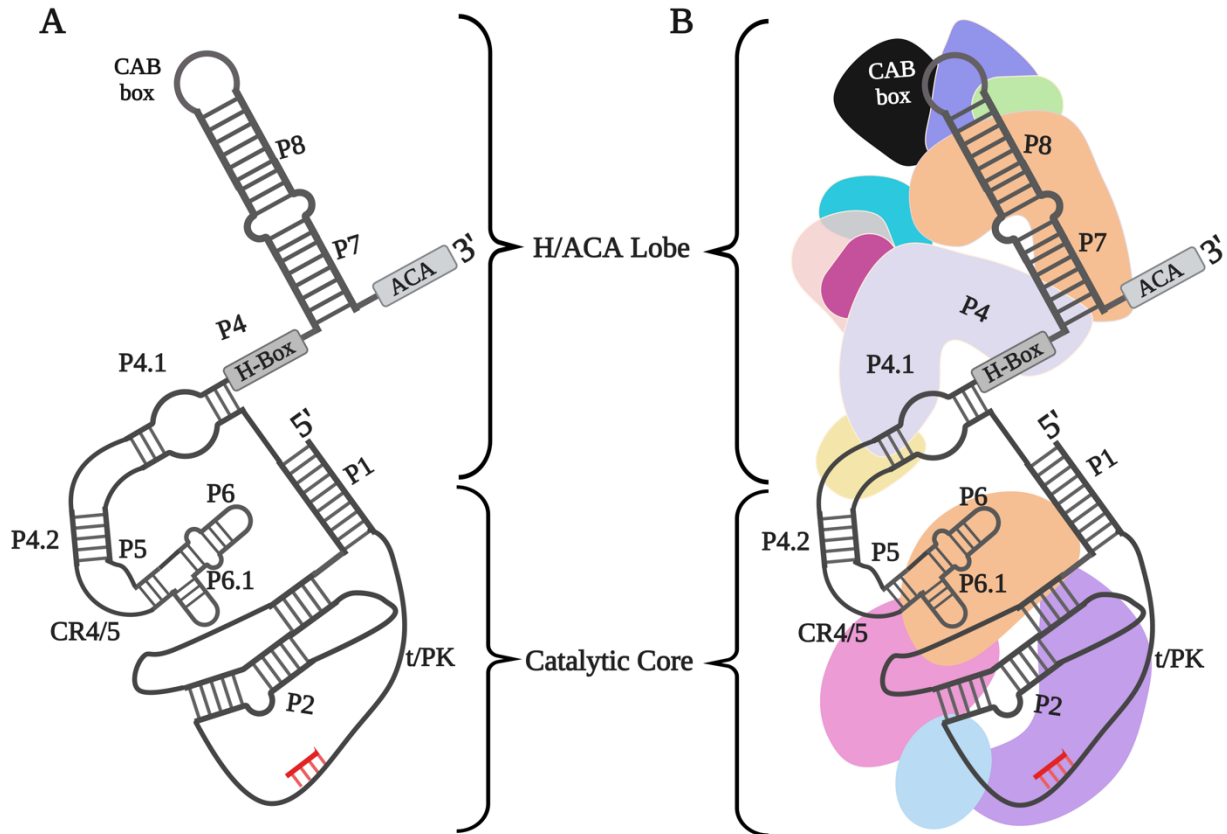 A
CAB
box
P8
P7
3'
ACA
P4
H-Box
P4.1
5'
P1
P6
P4.2
P5
P6.1
CR4/5
t/PK
P2
H/ACA Lobe
Catalytic Core
B
CAB
box
P8
P7
3'
ACA
P4
H-Box
P4.1
5'
P1
P6
P4.2
P5
P6.1
CR4/5
t/PK
P2